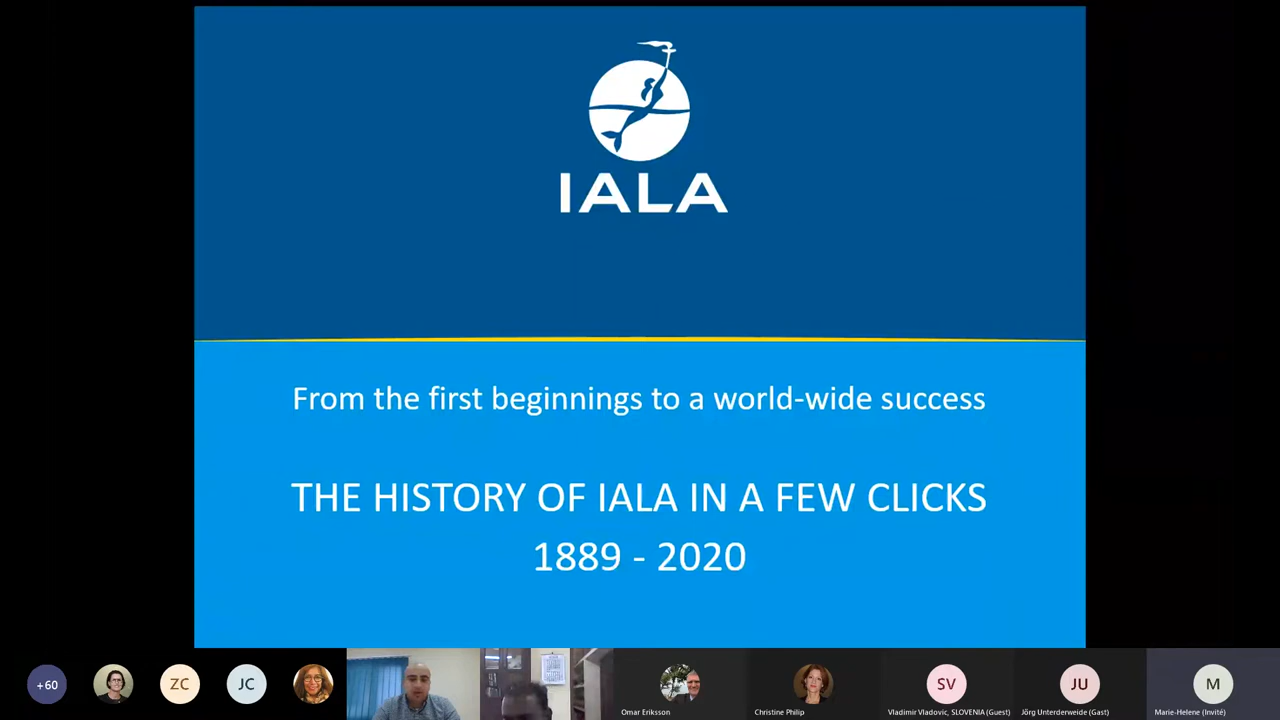 IALA
From the first beginnings to a world-wide success
THE HISTORY OF IALA IN A FEW CLICKS
1889 - 2020
+60
ZC
JC
Omar Eriksson
Christine Philip
SV
Vladimir Vladovic, SLOVENIA (Guest)
JU
Jörg Unterderweide (Gast)
M
Marie-Helene (Invité)